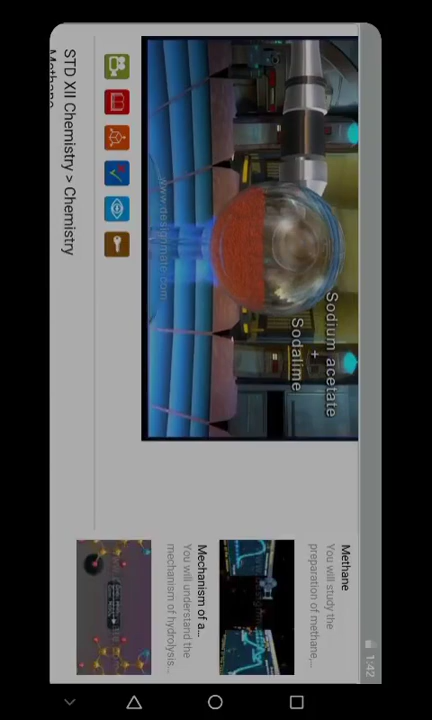 1:42
Sodium acetate
+
Sodalime
www.designmate.com
STD XII Chemistry > Chemistry
Methane
Methane
You will study the
preparation of methane,...
Mechanism of a...
You will understand the
mechanism of hydrolysis...